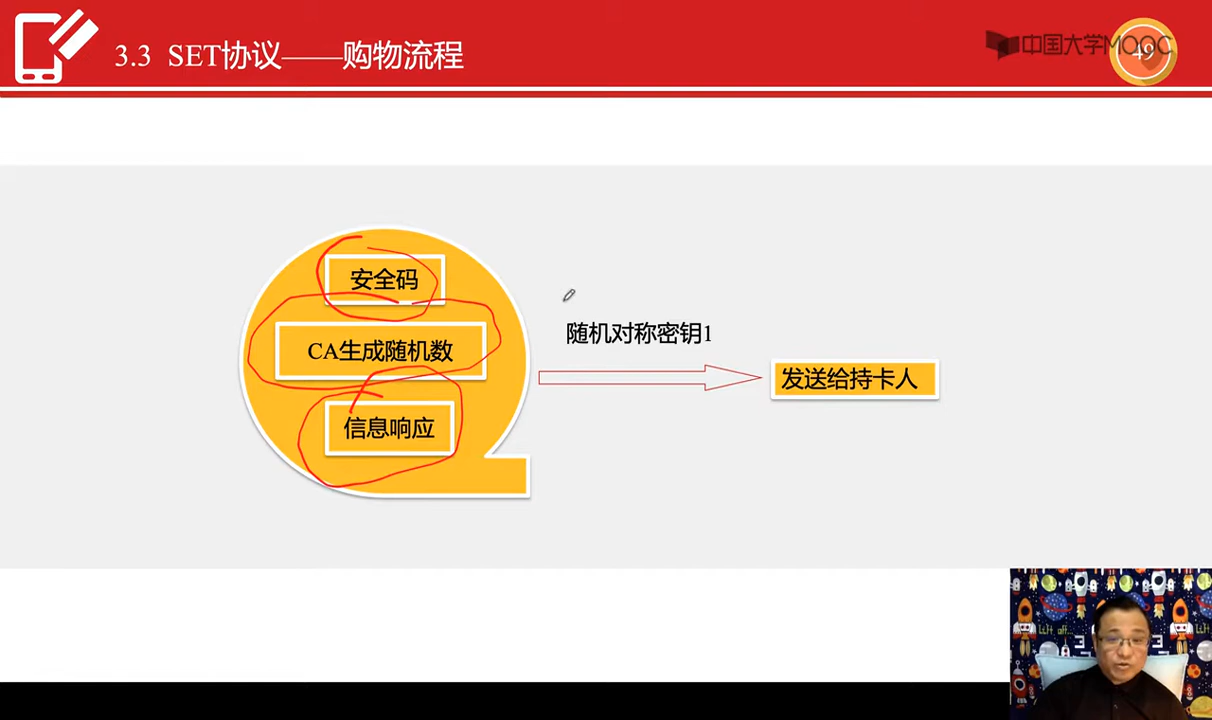 3.3 SET协议——购物流程
中国大学MOOC
49
安全码
CA生成随机数
信息响应
随机对称密钥1
发送给持卡人